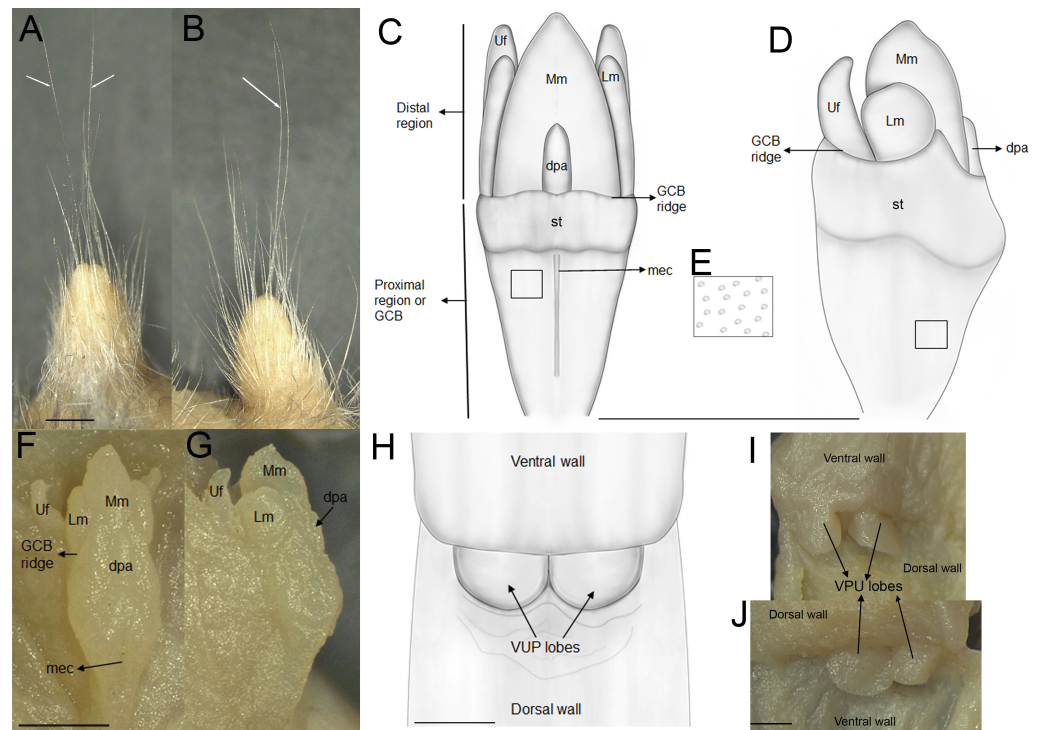 A
B
C
Uf
Mm
Lm
Distal
region
dpa
GCB
ridge
st
mec
Proximal
region or
GCB
D
Mm
Uf
Lm
GCB
ridge
dpa
st
E
F
Uf
Mm
Lm
GCB
ridge
dpa
mec
G
Mm
Uf
Lm
dpa
H
Ventral wall
VUP lobes
Dorsal wall
I
Ventral wall
Dorsal wall
VPU lobes
J
Dorsal wall
Ventral wall